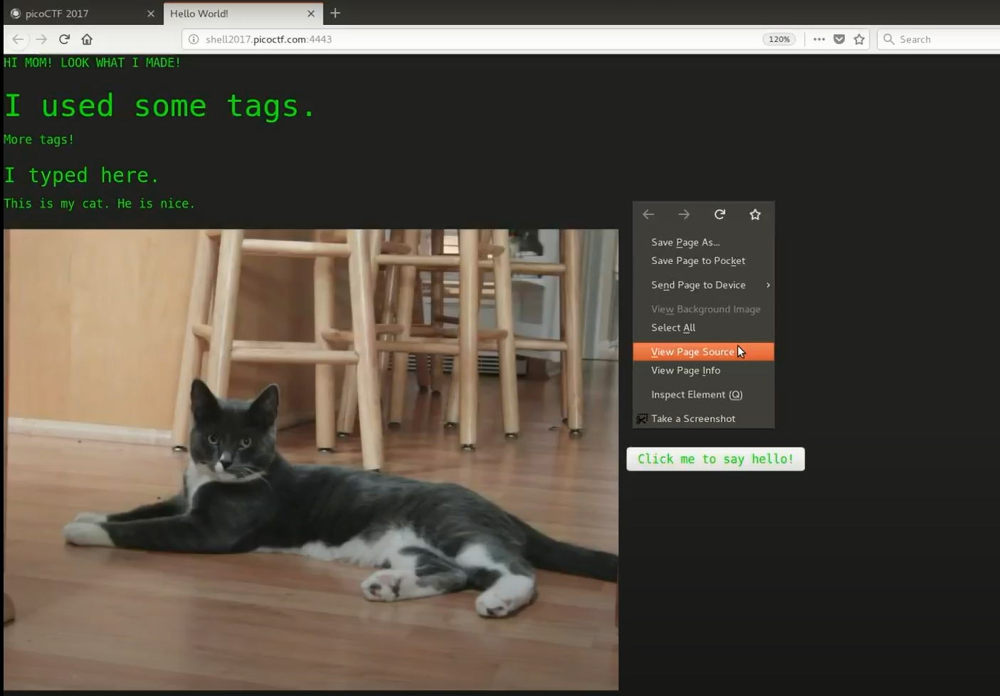 picoCTF 2017
Hello World!
shell2017.picoctf.com:4443
120%
Search
HI MOM! LOOK WHAT I MADE!
I used some tags.
More tags!
I typed here.
This is my cat. He is nice.
Save Page As...
Save Page to Pocket
Send Page to Device
View Background Image
Select All
View Page Source
View Page Info
Inspect Element (Q)
Take a Screenshot
Click me to say hello!